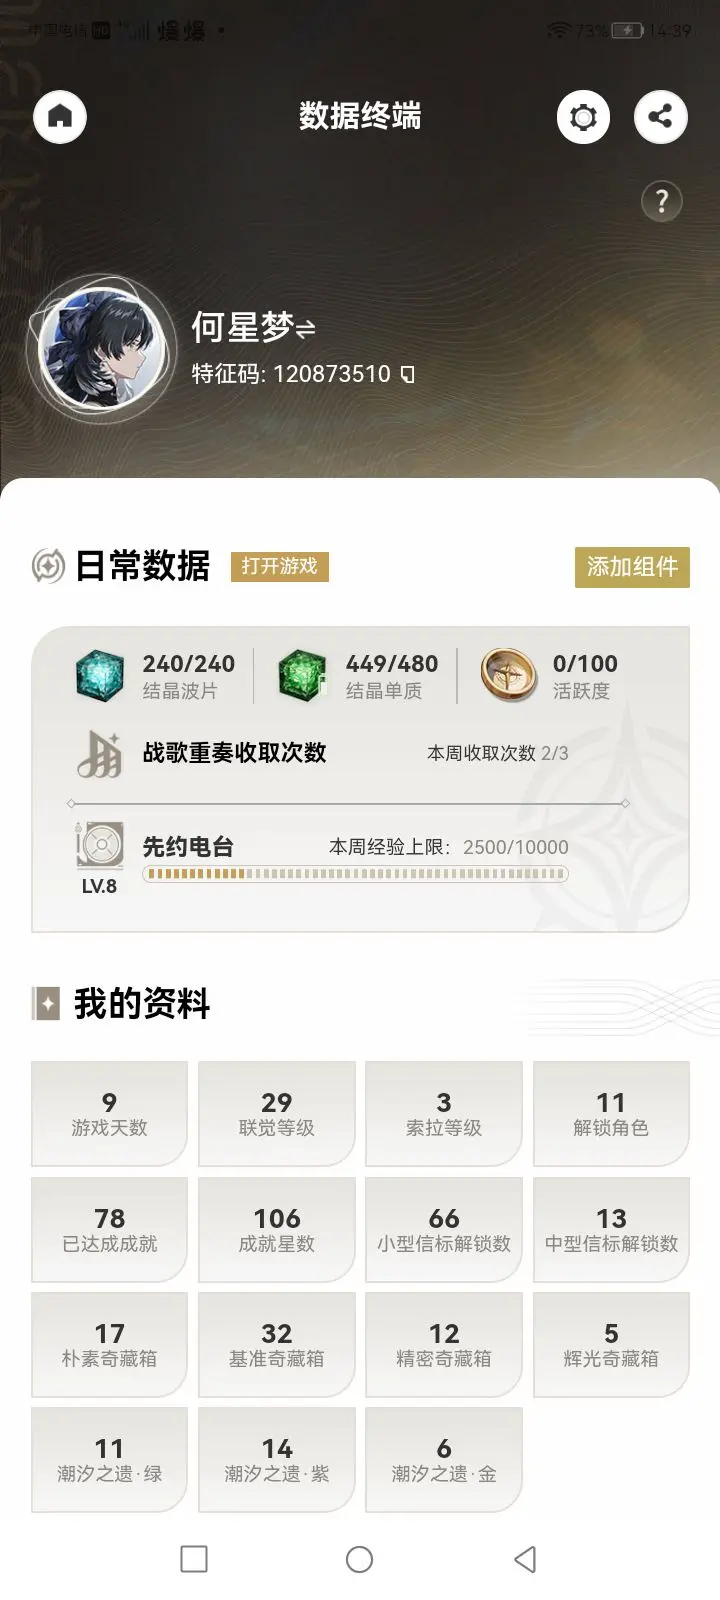 中国电信 HD 73% 14:39
数据终端
?
何星梦
特征码: 120873510
日常数据 打开游戏 添加组件
240/240 449/480 0/100
结晶波片 结晶单质 活跃度
战歌重奏收取次数 本周收取次数 2/3
先约电台 本周经验上限： 2500/10000
LV.8
我的资料
9 29 3 11
游戏天数 联觉等级 索拉等级 解锁角色
78 106 66 13
已达成成就 成就星数 小型信标解锁数 中型信标解锁数
17 32 12 5
朴素奇藏箱 基准奇藏箱 精密奇藏箱 辉光奇藏箱
11 14 6
潮汐之遗·绿 潮汐之遗·紫 潮汐之遗·金